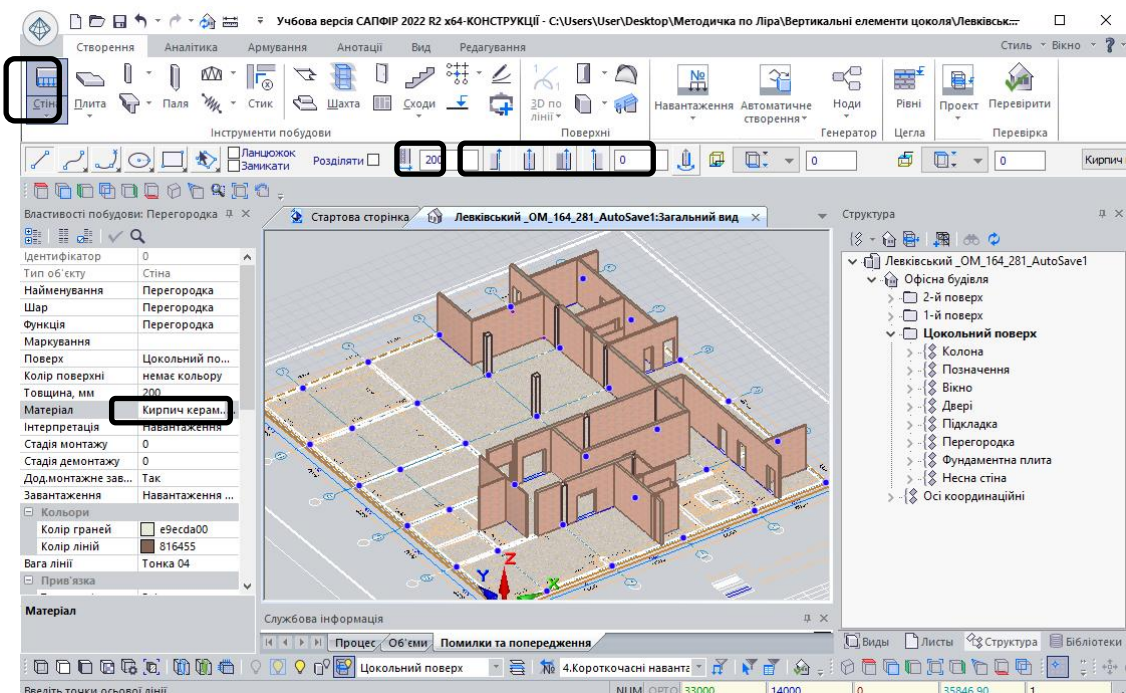 Учбова версія САПФІР 2022 R2 x64-КОНСТРУКЦІЇ - C:\Users\User\Desktop\Методичка по Ліра\Вертикальні елементи цоколя\Левківськ...
Створення Аналітика Армування Анотації Вид Редагування Стиль Вікно
Стіна Плита Паля Стик Шахта Сходи 3D по лінії Навантаження Автоматичне створення Ноди Рівні Проект Перевірити
Інструменти побудови Поверхні Генератор Цегла Перевірка
Ланцюжок
Замикати Розділяти 200 0 0 0 Кирпич
Властивості побудови: Перегородка
Стартова сторінка Левківський _ОМ_164_281_AutoSave1:Загальний вид
Структура
Ідентифікатор 0
Тип об'єкту Стіна
Найменування Перегородка
Шар Перегородка
Функція Перегородка
Маркування
Поверх Цокольний по...
Колір поверхні немає кольору
Товщина, мм 200
Матеріал Кирпич керам...
Інтерпретація Навантаження
Стадія монтажу 0
Стадія демонтажу 0
Дод.монтажне зав... Так
Завантаження Навантаження ...
Кольори
Колір граней e9ecda00
Колір ліній 816455
Вага лінії Тонка 04
Прив'язка
Матеріал
Z
Y
X
Левківський _ОМ_164_281_AutoSave1
Офісна будівля
2-й поверх
1-й поверх
Цокольний поверх
Колона
Позначення
Вікно
Двері
Підкладка
Перегородка
Фундаментна плита
Несна стіна
Осі координаційні
Службова інформація
Процес Об'єми Помилки та попередження
Виды Листы Структура Бібліотеки
Цокольний поверх 4.Короткочасні наванта
Введіть точки осьової лінії NUM ОРТО 33000 14000 0 35846.90 1